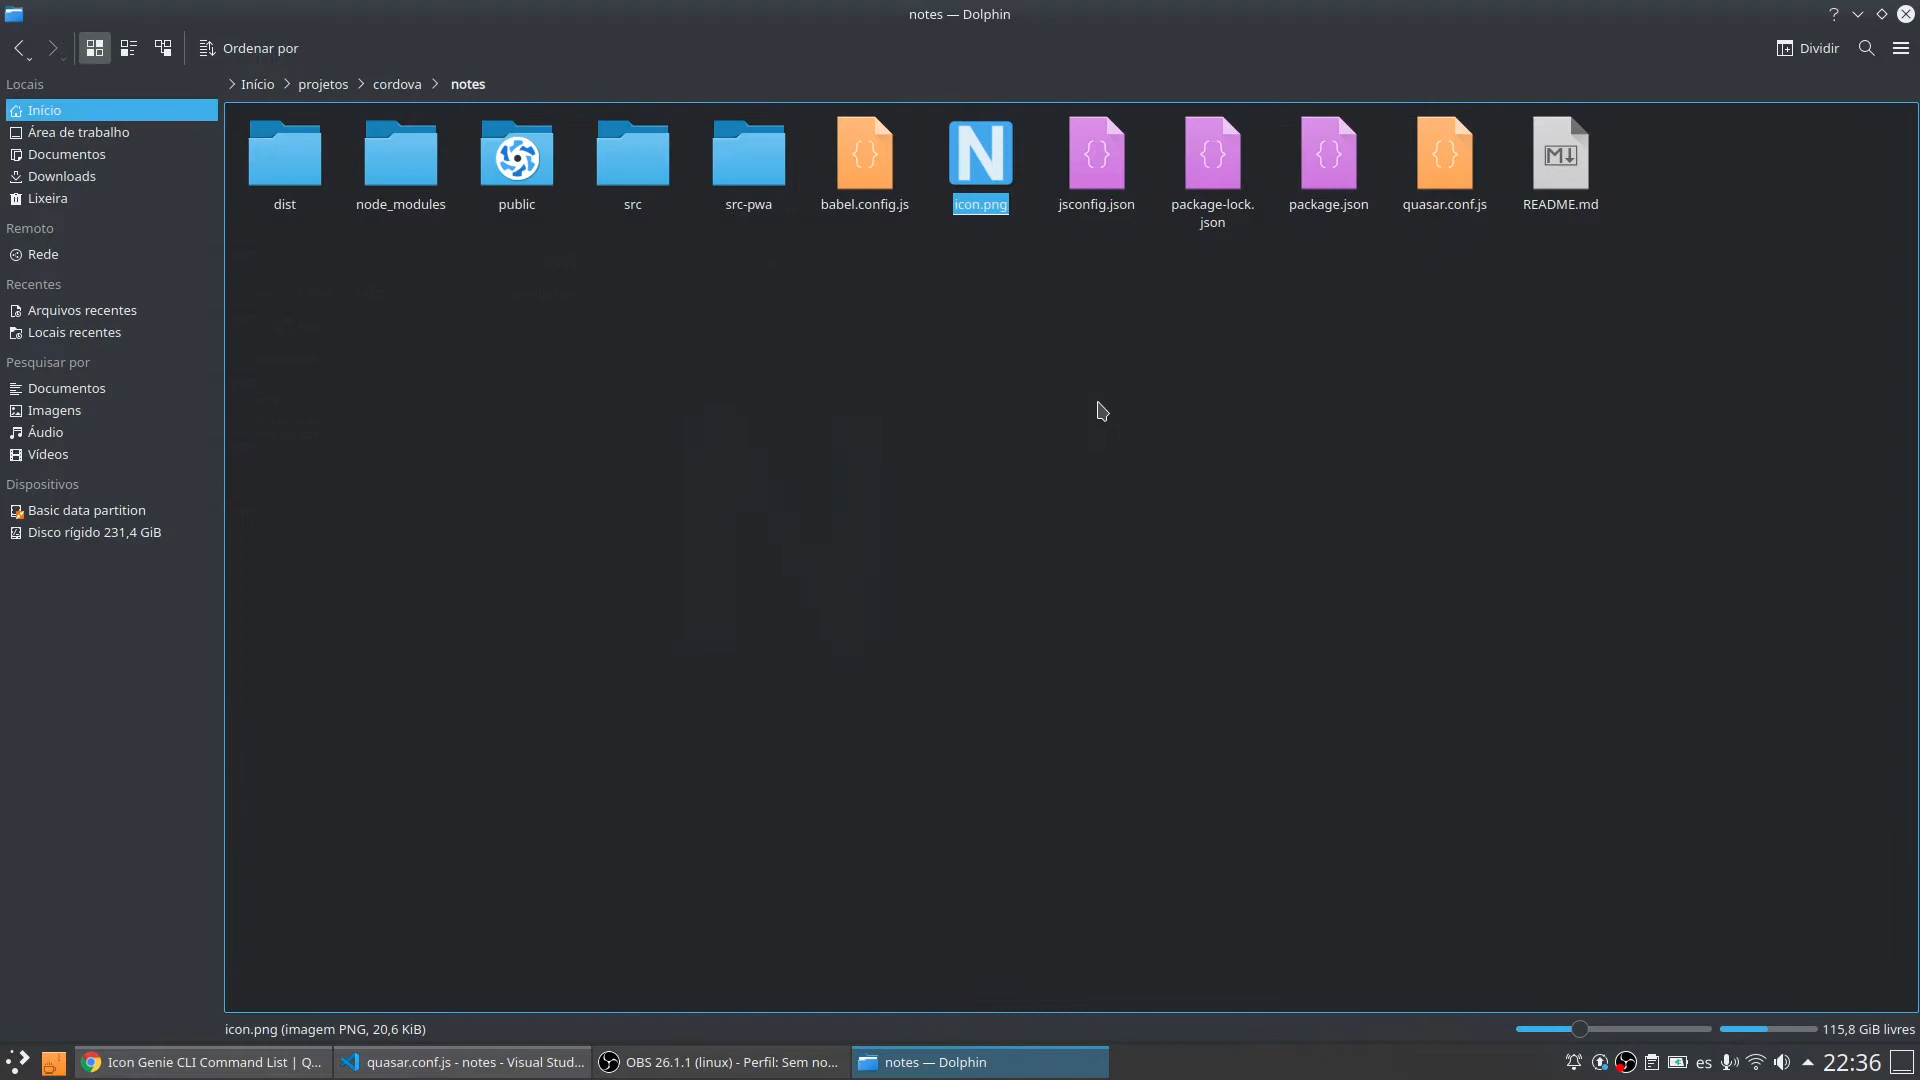 notes — Dolphin
Ordenar por
Dividir
Locais
Início
Área de trabalho
Documentos
Downloads
Lixeira
Remoto
Rede
Recentes
Arquivos recentes
Locais recentes
Pesquisar por
Documentos
Imagens
Áudio
Vídeos
Dispositivos
Basic data partition
Disco rígido 231,4 GiB
Início
projetos
cordova
notes
dist
node_modules
public
src
src-pwa
babel.config.js
N
icon.png
jsconfig.json
package-lock.
json
package.json
quasar.conf.js
M
README.md
icon.png (imagem PNG, 20,6 KiB)
115,8 GiB livres
Icon Genie CLI Command List | Q...
quasar.conf.js - notes - Visual Stud...
OBS 26.1.1 (linux) - Perfil: Sem no...
notes — Dolphin
es
22:36